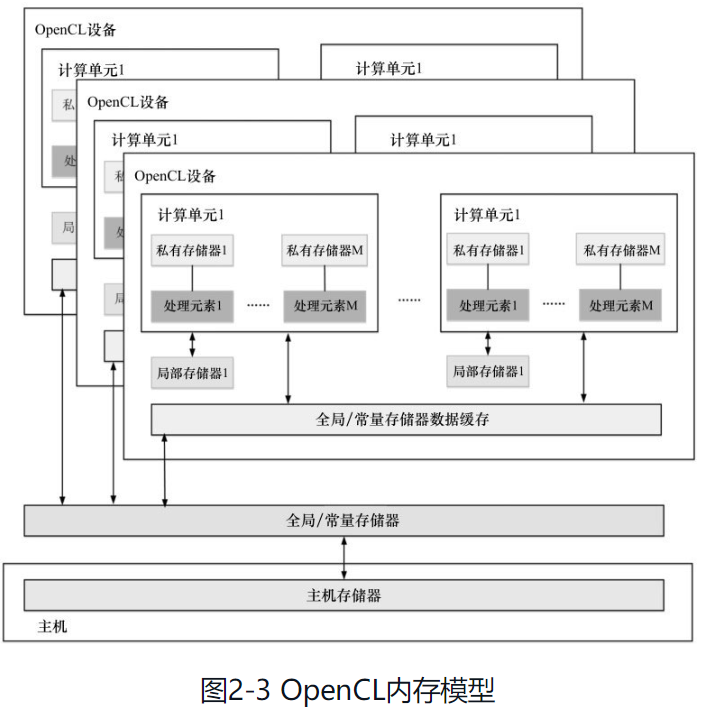 OpenCL设备
计算单元1
计算单元1
私
处
局
OpenCL设备
计算单元1
计算单元1
私
处
局
OpenCL设备
计算单元1
计算单元1
私有存储器1
私有存储器M
私有存储器1
私有存储器M
处理元素1
......
处理元素M
......
处理元素1
......
处理元素M
局部存储器1
局部存储器1
全局/常量存储器数据缓存
全局/常量存储器
主机存储器
主机
图2-3 OpenCL内存模型